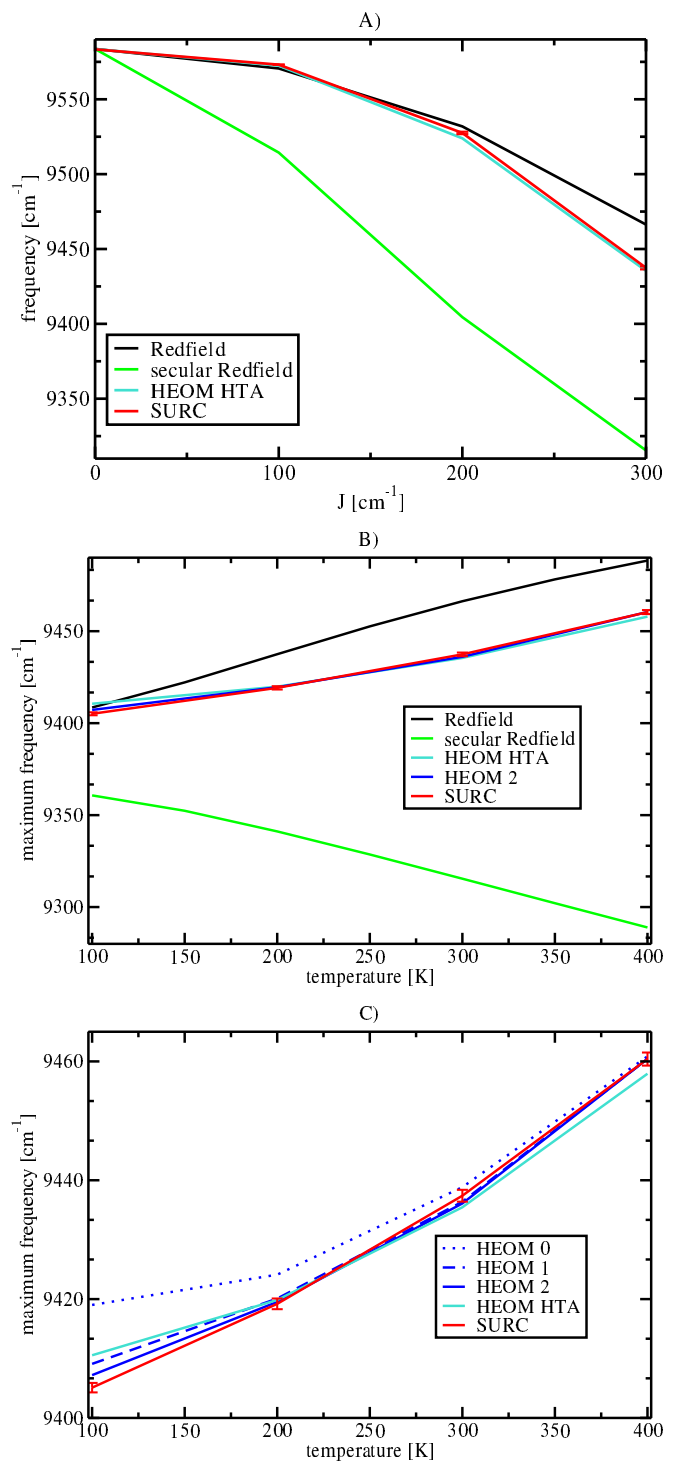 A)
9550
9500
9450
9400
9350
frequency [cm-1]
Redfield
secular Redfield
HEOM HTA
SURC
0
100
200
300
J [cm-1]
B)
9450
9400
9350
9300
maximum frequency [cm-1]
Redfield
secular Redfield
HEOM HTA
HEOM 2
SURC
100
150
200
250
300
350
400
temperature [K]
C)
9460
9440
9420
9400
maximum frequency [cm-1]
HEOM 0
HEOM 1
HEOM 2
HEOM HTA
SURC
100
150
200
250
300
350
400
temperature [K]